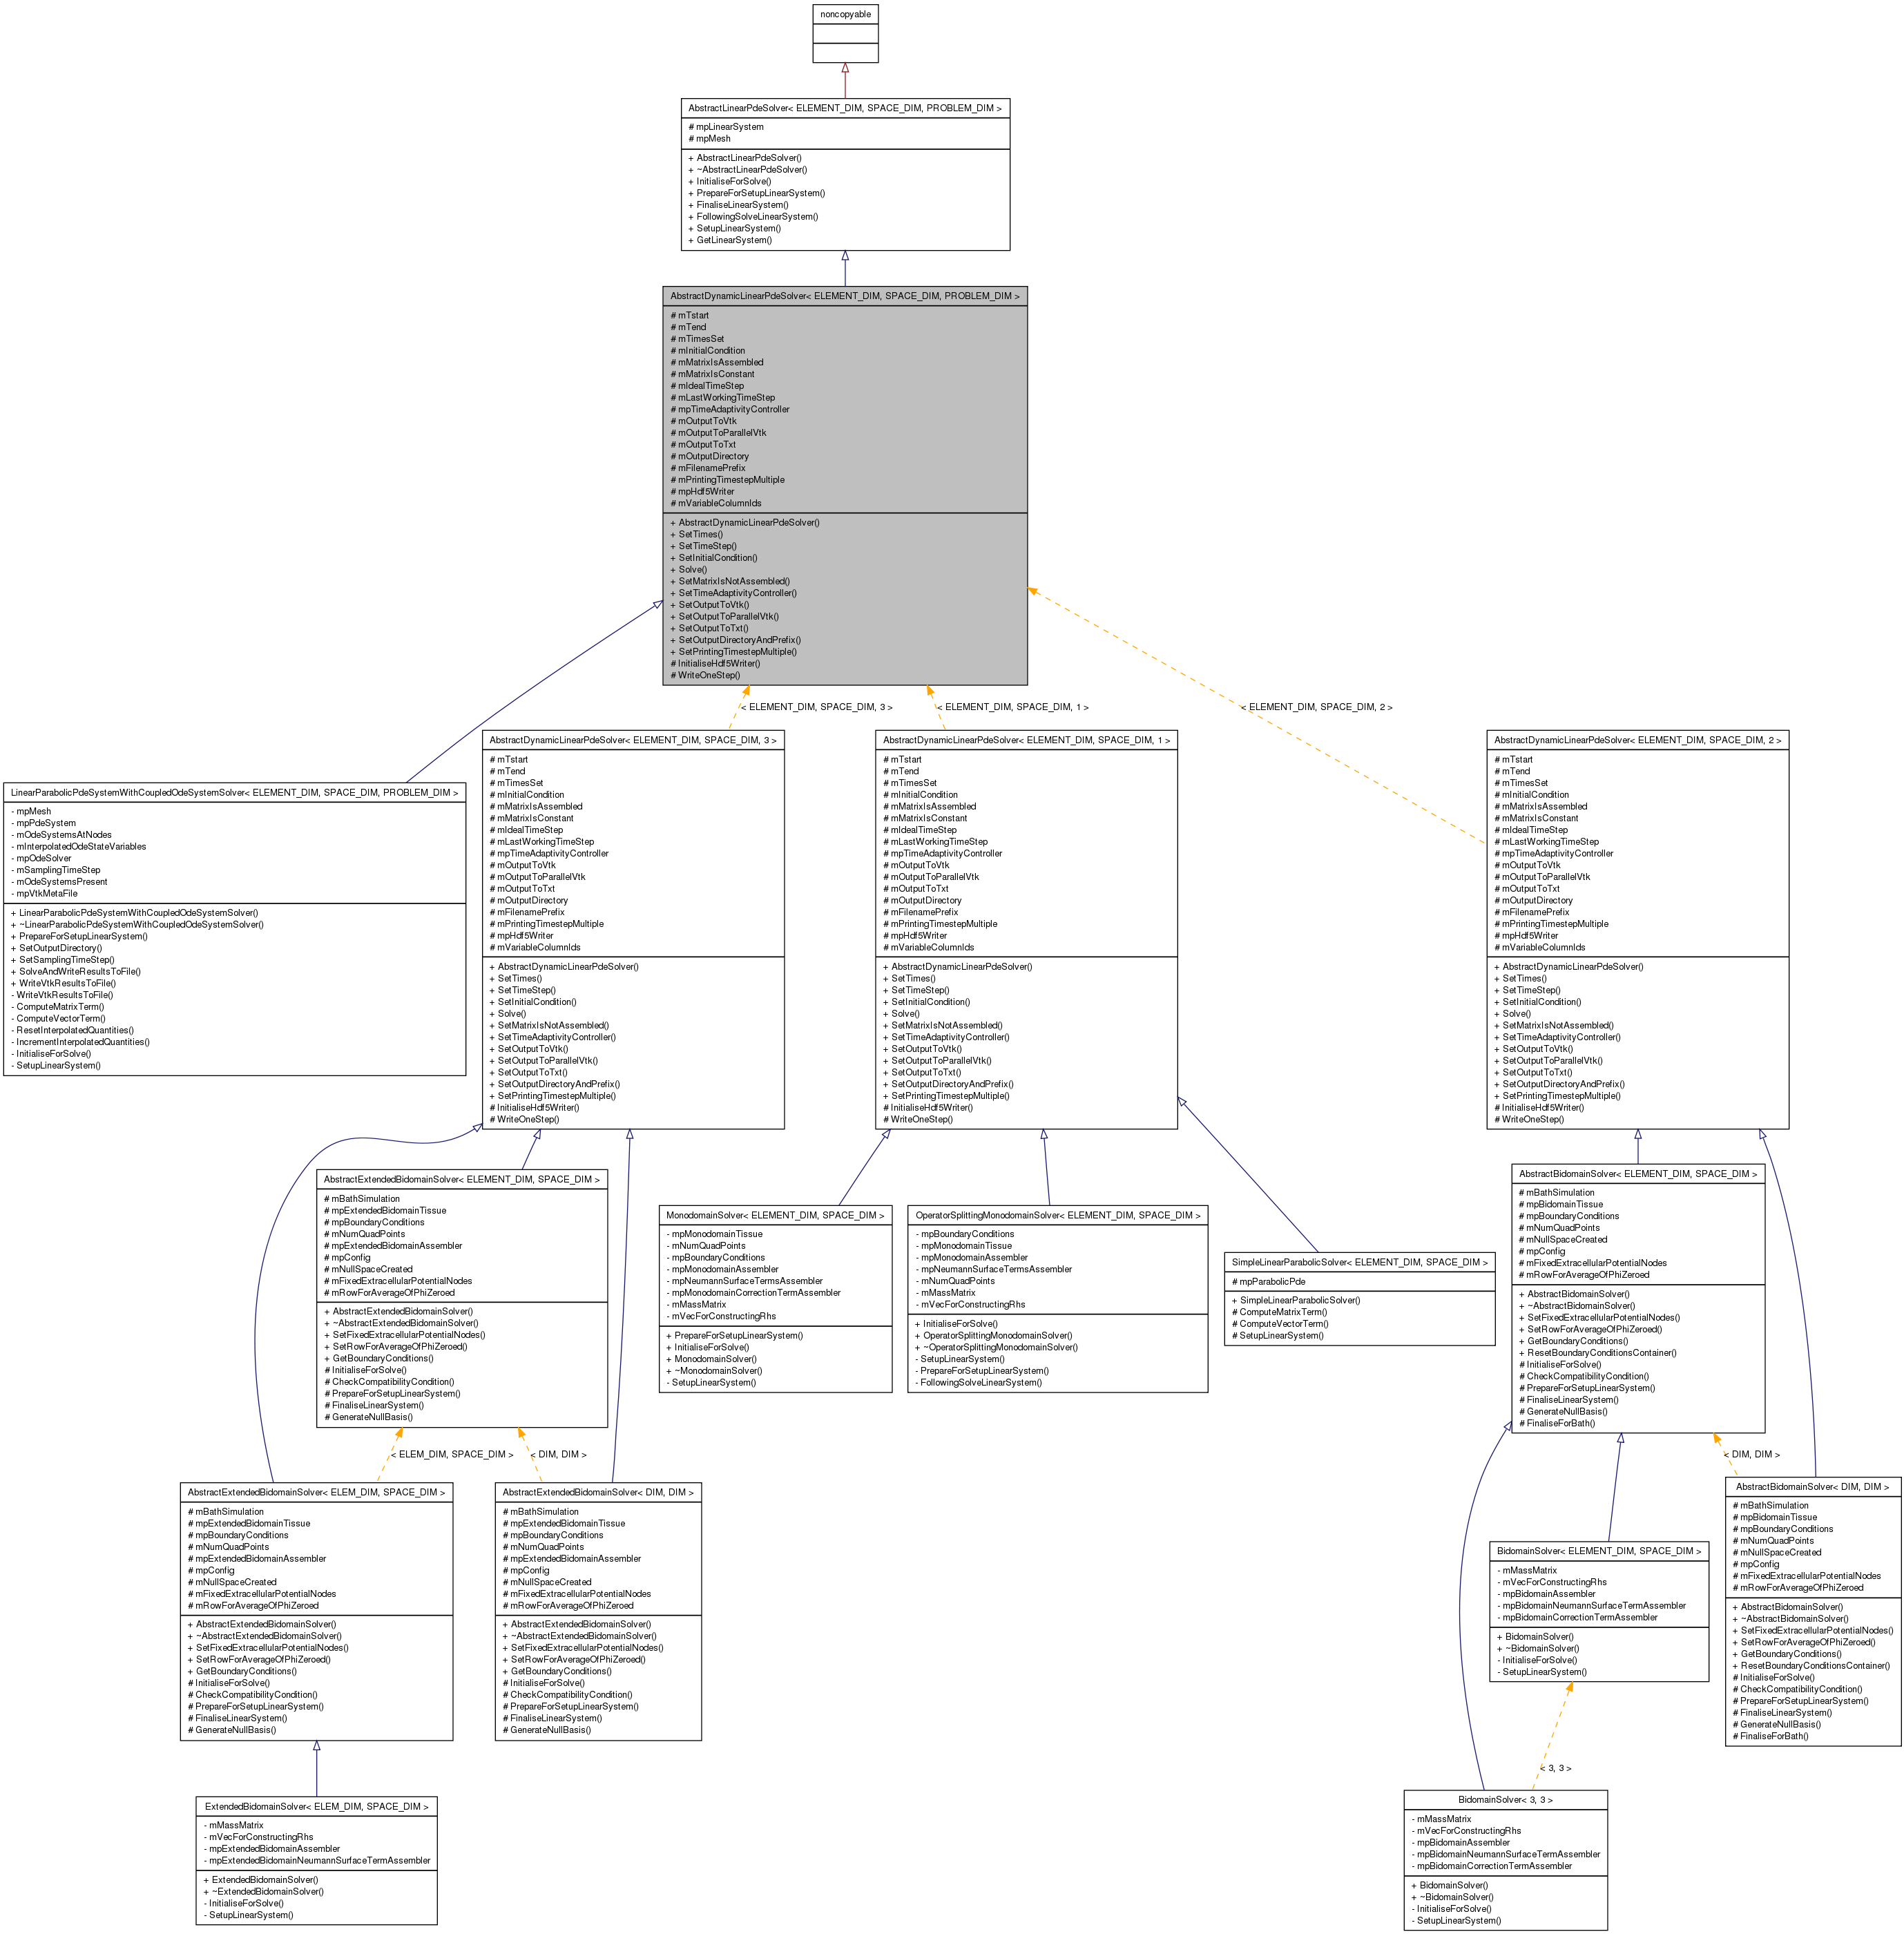 noncopyable
AbstractLinearPdeSolver< ELEMENT_DIM, SPACE_DIM, PROBLEM_DIM >
# mpLinearSystem
# mpMesh
+ AbstractLinearPdeSolver()
+ ~AbstractLinearPdeSolver()
+ InitialiseForSolve()
+ PrepareForSetupLinearSystem()
+ FinaliseLinearSystem()
+ FollowingSolveLinearSystem()
+ SetupLinearSystem()
+ GetLinearSystem()
AbstractDynamicLinearPdeSolver< ELEMENT_DIM, SPACE_DIM, PROBLEM_DIM >
# mTstart
# mTend
# mTimesSet
# mInitialCondition
# mMatrixIsAssembled
# mMatrixIsConstant
# mIdealTimeStep
# mLastWorkingTimeStep
# mpTimeAdaptivityController
# mOutputToVtk
# mOutputToParallelVtk
# mOutputToTxt
# mOutputDirectory
# mFilenamePrefix
# mPrintingTimestepMultiple
# mpHdf5Writer
# mVariableColumnIds
+ AbstractDynamicLinearPdeSolver()
+ SetTimes()
+ SetTimeStep()
+ SetInitialCondition()
+ Solve()
+ SetMatrixIsNotAssembled()
+ SetTimeAdaptivityController()
+ SetOutputToVtk()
+ SetOutputToParallelVtk()
+ SetOutputToTxt()
+ SetOutputDirectoryAndPrefix()
+ SetPrintingTimestepMultiple()
# InitialiseHdf5Writer()
# WriteOneStep()
< ELEMENT_DIM, SPACE_DIM, 3 >
< ELEMENT_DIM, SPACE_DIM, 1 >
< ELEMENT_DIM, SPACE_DIM, 2 >
LinearParabolicPdeSystemWithCoupledOdeSystemSolver< ELEMENT_DIM, SPACE_DIM, PROBLEM_DIM >
- mpMesh
- mpPdeSystem
- mOdeSystemsAtNodes
- mInterpolatedOdeStateVariables
- mpOdeSolver
- mSamplingTimeStep
- mOdeSystemsPresent
- mpVtkMetaFile
+ LinearParabolicPdeSystemWithCoupledOdeSystemSolver()
+ ~LinearParabolicPdeSystemWithCoupledOdeSystemSolver()
+ PrepareForSetupLinearSystem()
+ SetOutputDirectory()
+ SetSamplingTimeStep()
+ SolveAndWriteResultsToFile()
+ WriteVtkResultsToFile()
- WriteVtkResultsToFile()
- ComputeMatrixTerm()
- ComputeVectorTerm()
- ResetInterpolatedQuantities()
- IncrementInterpolatedQuantities()
- InitialiseForSolve()
- SetupLinearSystem()
AbstractDynamicLinearPdeSolver< ELEMENT_DIM, SPACE_DIM, 3 >
# mTstart
# mTend
# mTimesSet
# mInitialCondition
# mMatrixIsAssembled
# mMatrixIsConstant
# mIdealTimeStep
# mLastWorkingTimeStep
# mpTimeAdaptivityController
# mOutputToVtk
# mOutputToParallelVtk
# mOutputToTxt
# mOutputDirectory
# mFilenamePrefix
# mPrintingTimestepMultiple
# mpHdf5Writer
# mVariableColumnIds
+ AbstractDynamicLinearPdeSolver()
+ SetTimes()
+ SetTimeStep()
+ SetInitialCondition()
+ Solve()
+ SetMatrixIsNotAssembled()
+ SetTimeAdaptivityController()
+ SetOutputToVtk()
+ SetOutputToParallelVtk()
+ SetOutputToTxt()
+ SetOutputDirectoryAndPrefix()
+ SetPrintingTimestepMultiple()
# InitialiseHdf5Writer()
# WriteOneStep()
AbstractDynamicLinearPdeSolver< ELEMENT_DIM, SPACE_DIM, 1 >
# mTstart
# mTend
# mTimesSet
# mInitialCondition
# mMatrixIsAssembled
# mMatrixIsConstant
# mIdealTimeStep
# mLastWorkingTimeStep
# mpTimeAdaptivityController
# mOutputToVtk
# mOutputToParallelVtk
# mOutputToTxt
# mOutputDirectory
# mFilenamePrefix
# mPrintingTimestepMultiple
# mpHdf5Writer
# mVariableColumnIds
+ AbstractDynamicLinearPdeSolver()
+ SetTimes()
+ SetTimeStep()
+ SetInitialCondition()
+ Solve()
+ SetMatrixIsNotAssembled()
+ SetTimeAdaptivityController()
+ SetOutputToVtk()
+ SetOutputToParallelVtk()
+ SetOutputToTxt()
+ SetOutputDirectoryAndPrefix()
+ SetPrintingTimestepMultiple()
# InitialiseHdf5Writer()
# WriteOneStep()
AbstractDynamicLinearPdeSolver< ELEMENT_DIM, SPACE_DIM, 2 >
# mTstart
# mTend
# mTimesSet
# mInitialCondition
# mMatrixIsAssembled
# mMatrixIsConstant
# mIdealTimeStep
# mLastWorkingTimeStep
# mpTimeAdaptivityController
# mOutputToVtk
# mOutputToParallelVtk
# mOutputToTxt
# mOutputDirectory
# mFilenamePrefix
# mPrintingTimestepMultiple
# mpHdf5Writer
# mVariableColumnIds
+ AbstractDynamicLinearPdeSolver()
+ SetTimes()
+ SetTimeStep()
+ SetInitialCondition()
+ Solve()
+ SetMatrixIsNotAssembled()
+ SetTimeAdaptivityController()
+ SetOutputToVtk()
+ SetOutputToParallelVtk()
+ SetOutputToTxt()
+ SetOutputDirectoryAndPrefix()
+ SetPrintingTimestepMultiple()
# InitialiseHdf5Writer()
# WriteOneStep()
AbstractExtendedBidomainSolver< ELEMENT_DIM, SPACE_DIM >
# mBathSimulation
# mpExtendedBidomainTissue
# mpBoundaryConditions
# mNumQuadPoints
# mpExtendedBidomainAssembler
# mpConfig
# mNullSpaceCreated
# mFixedExtracellularPotentialNodes
# mRowForAverageOfPhiZeroed
+ AbstractExtendedBidomainSolver()
+ ~AbstractExtendedBidomainSolver()
+ SetFixedExtracellularPotentialNodes()
+ SetRowForAverageOfPhiZeroed()
+ GetBoundaryConditions()
# InitialiseForSolve()
# CheckCompatibilityCondition()
# PrepareForSetupLinearSystem()
# FinaliseLinearSystem()
# GenerateNullBasis()
MonodomainSolver< ELEMENT_DIM, SPACE_DIM >
- mpMonodomainTissue
- mNumQuadPoints
- mpBoundaryConditions
- mpMonodomainAssembler
- mpNeumannSurfaceTermsAssembler
- mpMonodomainCorrectionTermAssembler
- mMassMatrix
- mVecForConstructingRhs
+ PrepareForSetupLinearSystem()
+ InitialiseForSolve()
+ MonodomainSolver()
+ ~MonodomainSolver()
- SetupLinearSystem()
OperatorSplittingMonodomainSolver< ELEMENT_DIM, SPACE_DIM >
- mpBoundaryConditions
- mpMonodomainTissue
- mpMonodomainAssembler
- mpNeumannSurfaceTermsAssembler
- mNumQuadPoints
- mMassMatrix
- mVecForConstructingRhs
+ InitialiseForSolve()
+ OperatorSplittingMonodomainSolver()
+ ~OperatorSplittingMonodomainSolver()
- SetupLinearSystem()
- PrepareForSetupLinearSystem()
- FollowingSolveLinearSystem()
SimpleLinearParabolicSolver< ELEMENT_DIM, SPACE_DIM >
# mpParabolicPde
+ SimpleLinearParabolicSolver()
# ComputeMatrixTerm()
# ComputeVectorTerm()
# SetupLinearSystem()
AbstractBidomainSolver< ELEMENT_DIM, SPACE_DIM >
# mBathSimulation
# mpBidomainTissue
# mpBoundaryConditions
# mNumQuadPoints
# mNullSpaceCreated
# mpConfig
# mFixedExtracellularPotentialNodes
# mRowForAverageOfPhiZeroed
+ AbstractBidomainSolver()
+ ~AbstractBidomainSolver()
+ SetFixedExtracellularPotentialNodes()
+ SetRowForAverageOfPhiZeroed()
+ GetBoundaryConditions()
+ ResetBoundaryConditionsContainer()
# InitialiseForSolve()
# CheckCompatibilityCondition()
# PrepareForSetupLinearSystem()
# FinaliseLinearSystem()
# GenerateNullBasis()
# FinaliseForBath()
< ELEM_DIM, SPACE_DIM >
< DIM, DIM >
< DIM, DIM >
AbstractExtendedBidomainSolver< ELEM_DIM, SPACE_DIM >
# mBathSimulation
# mpExtendedBidomainTissue
# mpBoundaryConditions
# mNumQuadPoints
# mpExtendedBidomainAssembler
# mpConfig
# mNullSpaceCreated
# mFixedExtracellularPotentialNodes
# mRowForAverageOfPhiZeroed
+ AbstractExtendedBidomainSolver()
+ ~AbstractExtendedBidomainSolver()
+ SetFixedExtracellularPotentialNodes()
+ SetRowForAverageOfPhiZeroed()
+ GetBoundaryConditions()
# InitialiseForSolve()
# CheckCompatibilityCondition()
# PrepareForSetupLinearSystem()
# FinaliseLinearSystem()
# GenerateNullBasis()
AbstractExtendedBidomainSolver< DIM, DIM >
# mBathSimulation
# mpExtendedBidomainTissue
# mpBoundaryConditions
# mNumQuadPoints
# mpExtendedBidomainAssembler
# mpConfig
# mNullSpaceCreated
# mFixedExtracellularPotentialNodes
# mRowForAverageOfPhiZeroed
+ AbstractExtendedBidomainSolver()
+ ~AbstractExtendedBidomainSolver()
+ SetFixedExtracellularPotentialNodes()
+ SetRowForAverageOfPhiZeroed()
+ GetBoundaryConditions()
# InitialiseForSolve()
# CheckCompatibilityCondition()
# PrepareForSetupLinearSystem()
# FinaliseLinearSystem()
# GenerateNullBasis()
BidomainSolver< ELEMENT_DIM, SPACE_DIM >
- mMassMatrix
- mVecForConstructingRhs
- mpBidomainAssembler
- mpBidomainNeumannSurfaceTermAssembler
- mpBidomainCorrectionTermAssembler
+ BidomainSolver()
+ ~BidomainSolver()
- InitialiseForSolve()
- SetupLinearSystem()
AbstractBidomainSolver< DIM, DIM >
# mBathSimulation
# mpBidomainTissue
# mpBoundaryConditions
# mNumQuadPoints
# mNullSpaceCreated
# mpConfig
# mFixedExtracellularPotentialNodes
# mRowForAverageOfPhiZeroed
+ AbstractBidomainSolver()
+ ~AbstractBidomainSolver()
+ SetFixedExtracellularPotentialNodes()
+ SetRowForAverageOfPhiZeroed()
+ GetBoundaryConditions()
+ ResetBoundaryConditionsContainer()
# InitialiseForSolve()
# CheckCompatibilityCondition()
# PrepareForSetupLinearSystem()
# FinaliseLinearSystem()
# GenerateNullBasis()
# FinaliseForBath()
< 3, 3 >
ExtendedBidomainSolver< ELEM_DIM, SPACE_DIM >
- mMassMatrix
- mVecForConstructingRhs
- mpExtendedBidomainAssembler
- mpExtendedBidomainNeumannSurfaceTermAssembler
+ ExtendedBidomainSolver()
+ ~ExtendedBidomainSolver()
- InitialiseForSolve()
- SetupLinearSystem()
BidomainSolver< 3, 3 >
- mMassMatrix
- mVecForConstructingRhs
- mpBidomainAssembler
- mpBidomainNeumannSurfaceTermAssembler
- mpBidomainCorrectionTermAssembler
+ BidomainSolver()
+ ~BidomainSolver()
- InitialiseForSolve()
- SetupLinearSystem()